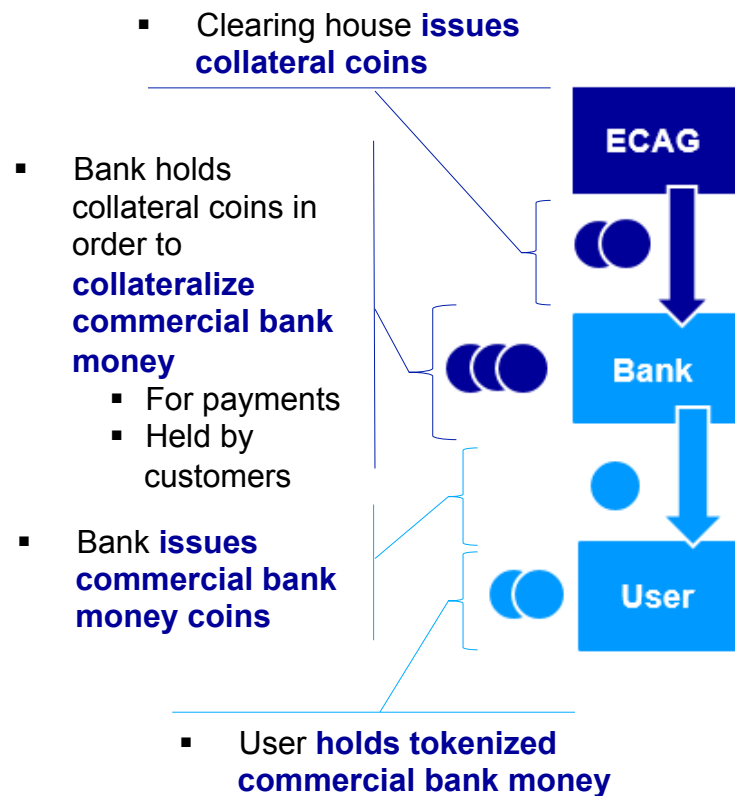 ▪ Clearing house issues
collateral coins
ECAG
▪ Bank holds
collateral coins in
order to
collateralize
commercial bank
money
▪ For payments
▪ Held by
customers
Bank
▪ Bank issues
commercial bank
money coins
User
▪ User holds tokenized
commercial bank money